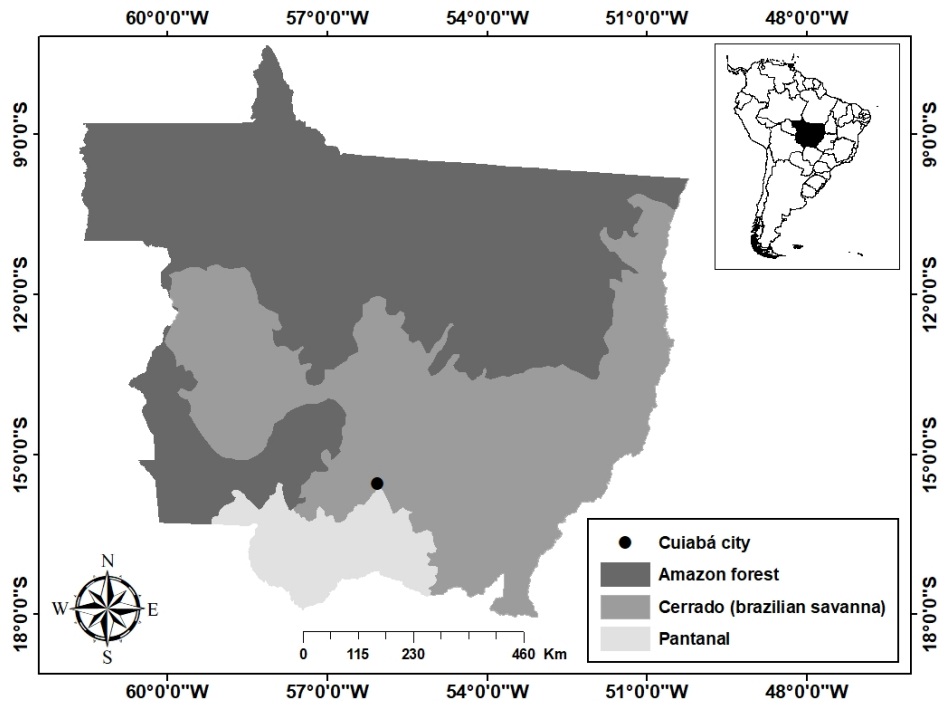 60°0'0"W 57°0'0"W 54°0'0"W 51°0'0"W 48°0'0"W
9°0'0"S 9°0'0"S
12°0'0"S 12°0'0"S
15°0'0"S 15°0'0"S
18°0'0"S 18°0'0"S
Cuiabá city
Amazon forest
Cerrado (brazilian savanna)
Pantanal
N
W E
S
0 115 230 460 Km
60°0'0"W 57°0'0"W 54°0'0"W 51°0'0"W 48°0'0"W